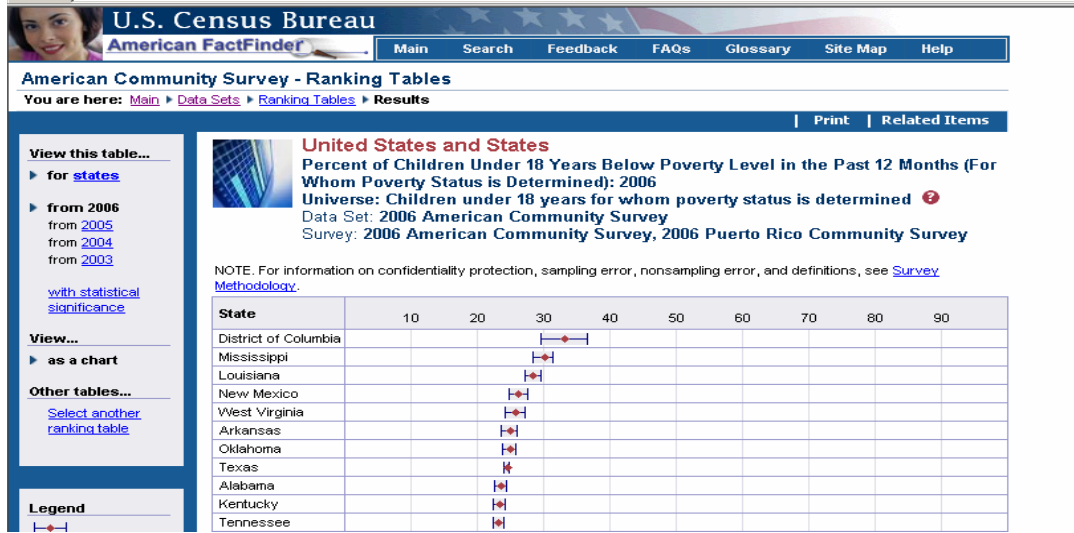 U.S. Census Bureau
American FactFinder
Main Search Feedback FAQs Glossary Site Map Help
American Community Survey - Ranking Tables
You are here: Main Data Sets Ranking Tables Results
| Print | Related Items
View this table...
for states
from 2006
from 2005
from 2004
from 2003
with statistical
significance
View...
as a chart
Other tables...
Select another
ranking table
Legend
United States and States
Percent of Children Under 18 Years Below Poverty Level in the Past 12 Months (For
Whom Poverty Status is Determined): 2006
Universe: Children under 18 years for whom poverty status is determined ?
Data Set: 2006 American Community Survey
Survey: 2006 American Community Survey, 2006 Puerto Rico Community Survey
NOTE. For information on confidentiality protection, sampling error, nonsampling error, and definitions, see Survey
Methodology.
State 10 20 30 40 50 60 70 80 90
District of Columbia
Mississippi
Louisiana
New Mexico
West Virginia
Arkansas
Oklahoma
Texas
Alabama
Kentucky
Tennessee